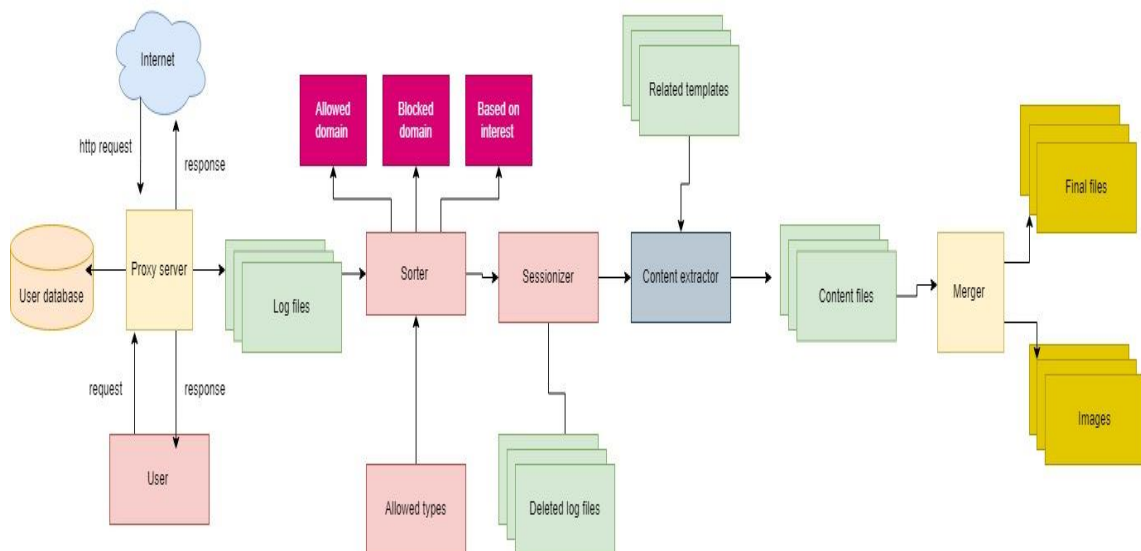 Internet
http request
response
Allowed
domain
Blocked
domain
Based on
interest
Related templates
User database
Proxy server
Log files
Sorter
Sessionizer
Content extractor
Content files
Merger
Final files
Images
request
response
User
Allowed types
Deleted log files